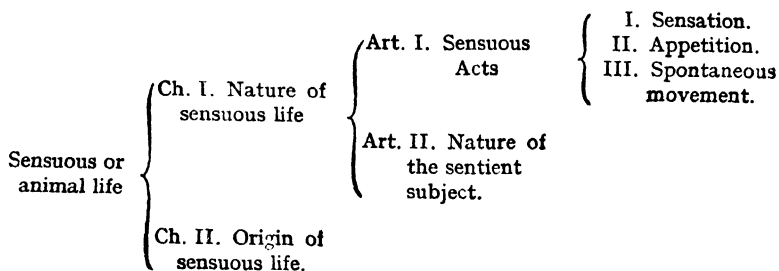 Sensuous or
animal life
Ch. I. Nature of
sensuous life
Art. I. Sensuous
Acts
I. Sensation.
II. Appetition.
III. Spontaneous
movement.
Art. II. Nature of
the sentient
subject.
Ch. II. Origin of
sensuous life.